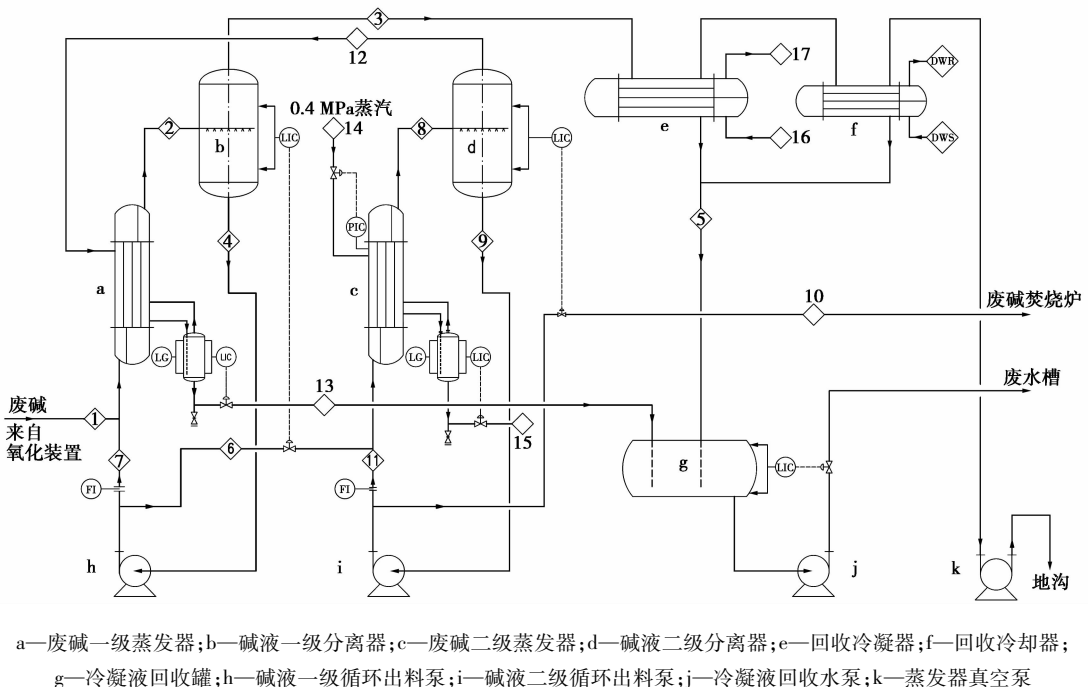 3
12
17
DWR
2
b
LIC
0.4 MPa蒸汽
14
8
d
LIC
e
16
f
DWS
PIC
4
9
5
a
c
10
废碱焚烧炉
LG
LIC
LG
LIC
13
废水槽
废碱
1
来自
氧化装置
15
6
7
11
g
LIC
FI
FI
h
i
j
k
地沟
a—废碱一级蒸发器;b—碱液一级分离器;c—废碱二级蒸发器;d—碱液二级分离器;e—回收冷凝器;f—回收冷却器;
g—冷凝液回收罐;h—碱液一级循环出料泵;i—碱液二级循环出料泵;j—冷凝液回收水泵;k—蒸发器真空泵